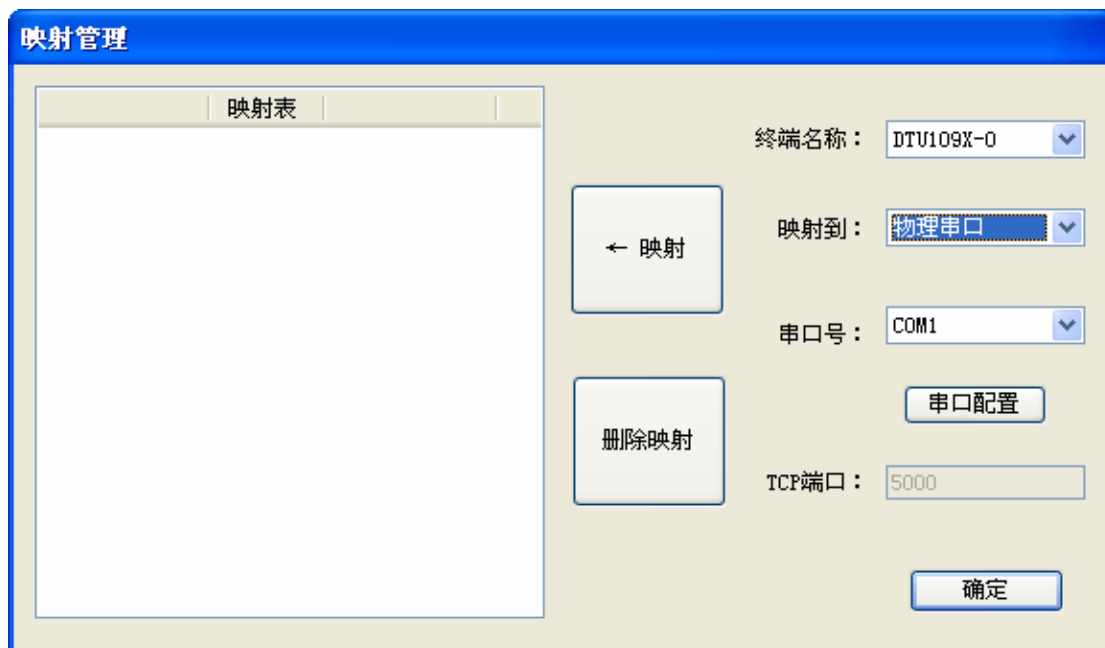 映射管理
映射表
终端名称：
DTU109X-0
← 映射
映射到：
物理串口
串口号：
COM1
串口配置
删除映射
TCP端口：
5000
确定